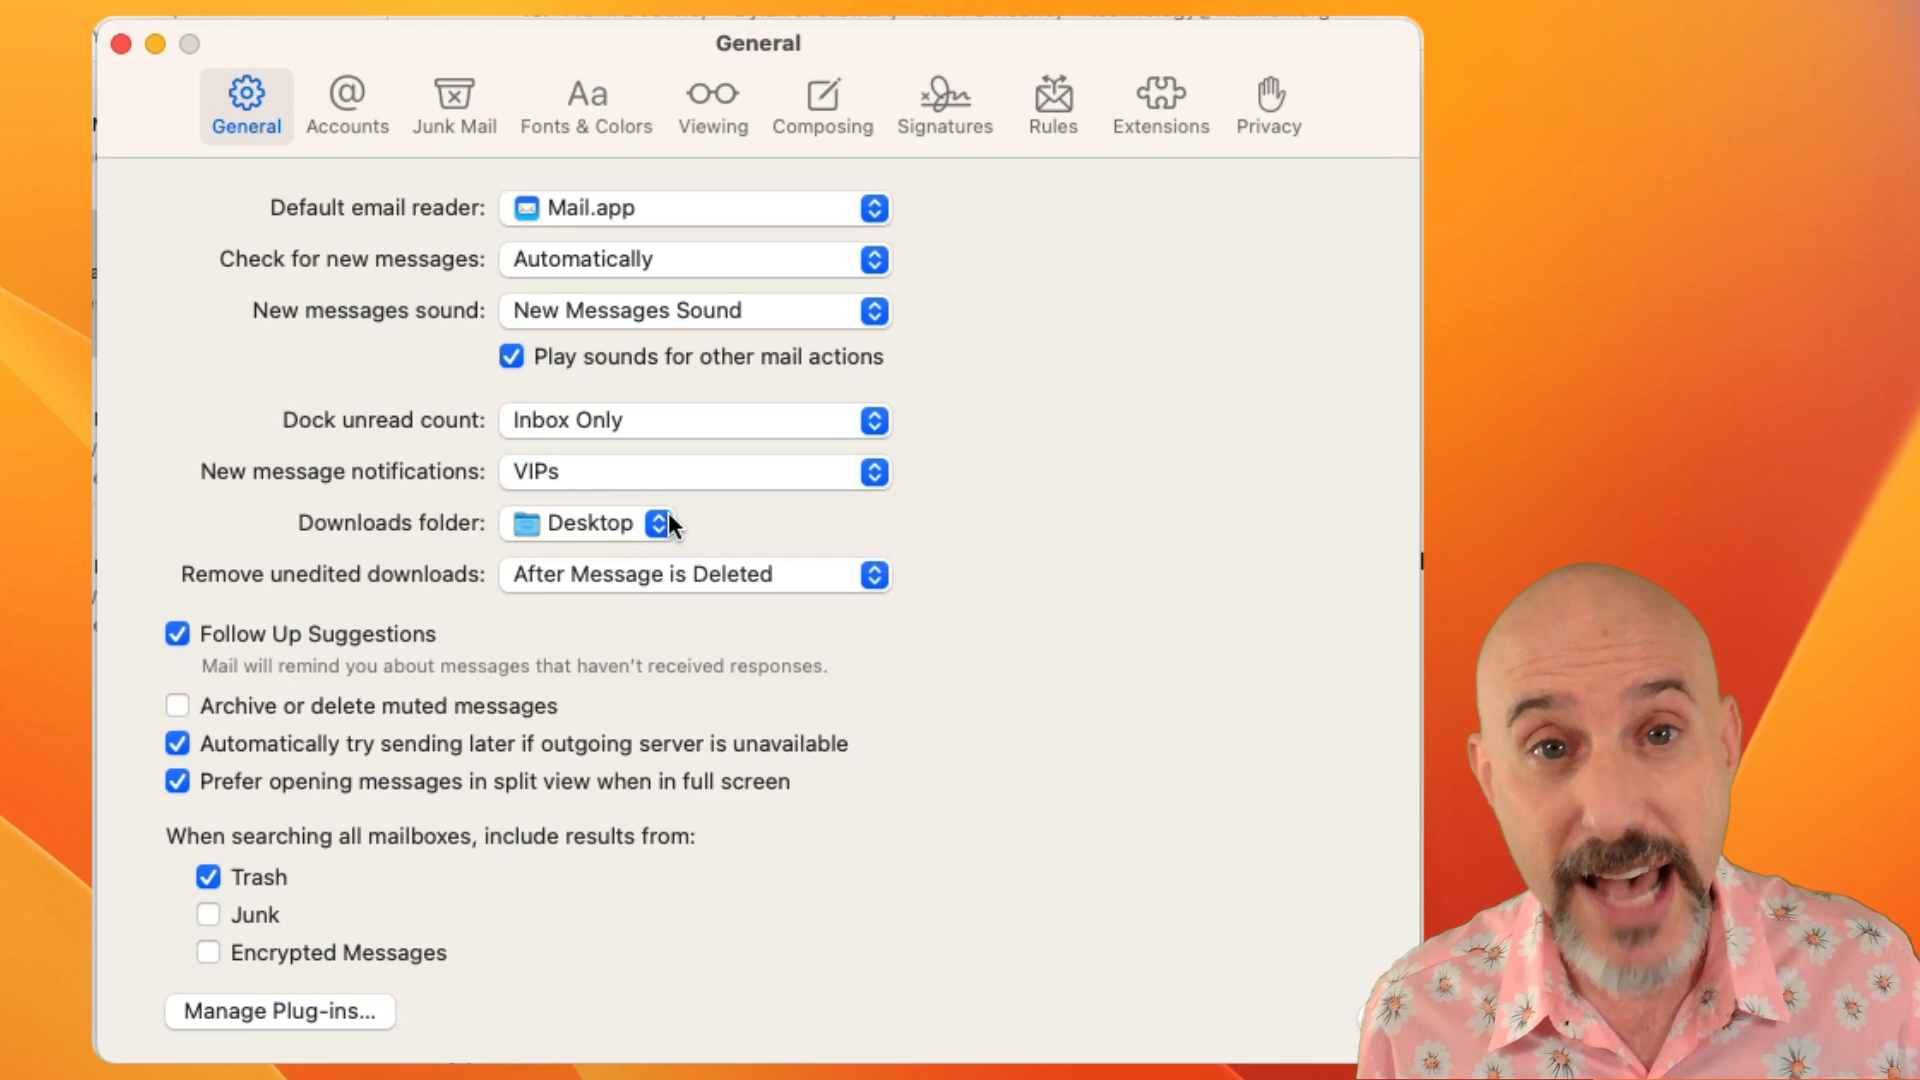 General
General Accounts Junk Mail Fonts & Colors Viewing Composing Signatures Rules Extensions Privacy
Default email reader: Mail.app
Check for new messages: Automatically
New messages sound: New Messages Sound
Play sounds for other mail actions
Dock unread count: Inbox Only
New message notifications: VIPs
Downloads folder: Desktop
Remove unedited downloads: After Message is Deleted
Follow Up Suggestions
Mail will remind you about messages that haven't received responses.
Archive or delete muted messages
Automatically try sending later if outgoing server is unavailable
Prefer opening messages in split view when in full screen
When searching all mailboxes, include results from:
Trash
Junk
Encrypted Messages
Manage Plug-ins...